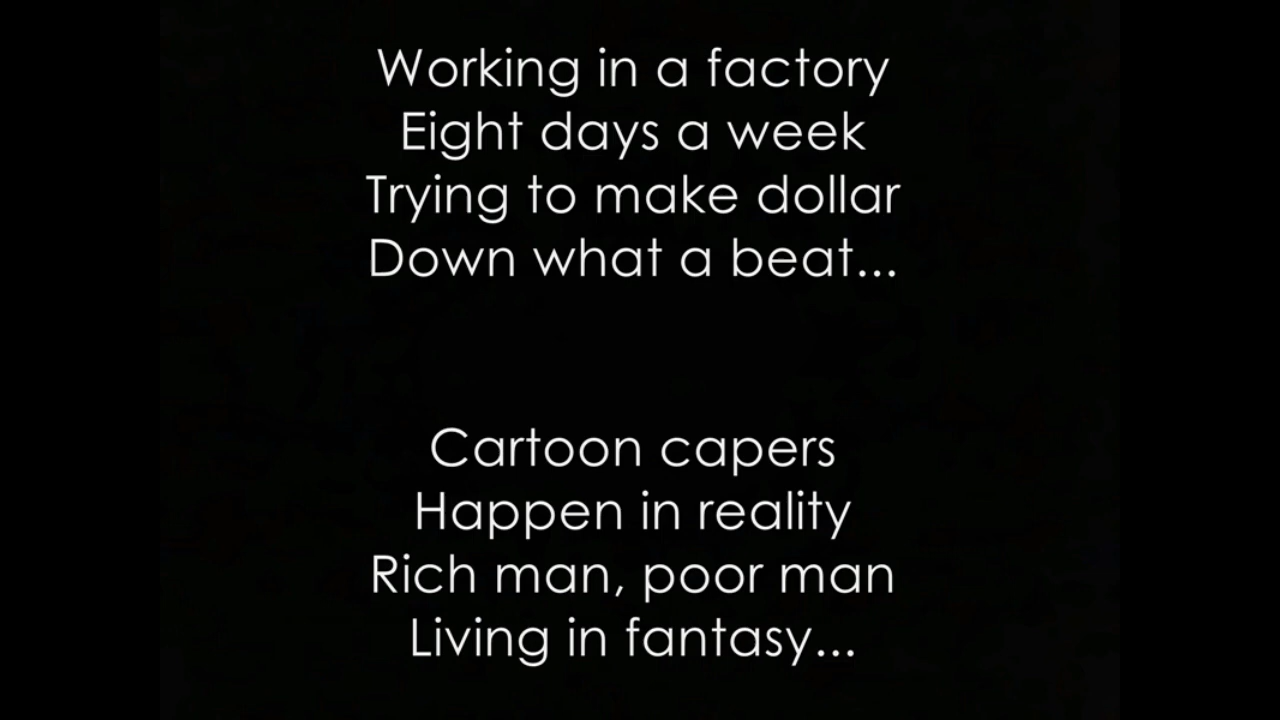 Working in a factory
Eight days a week
Trying to make dollar
Down what a beat...
Cartoon capers
Happen in reality
Rich man, poor man
Living in fantasy...